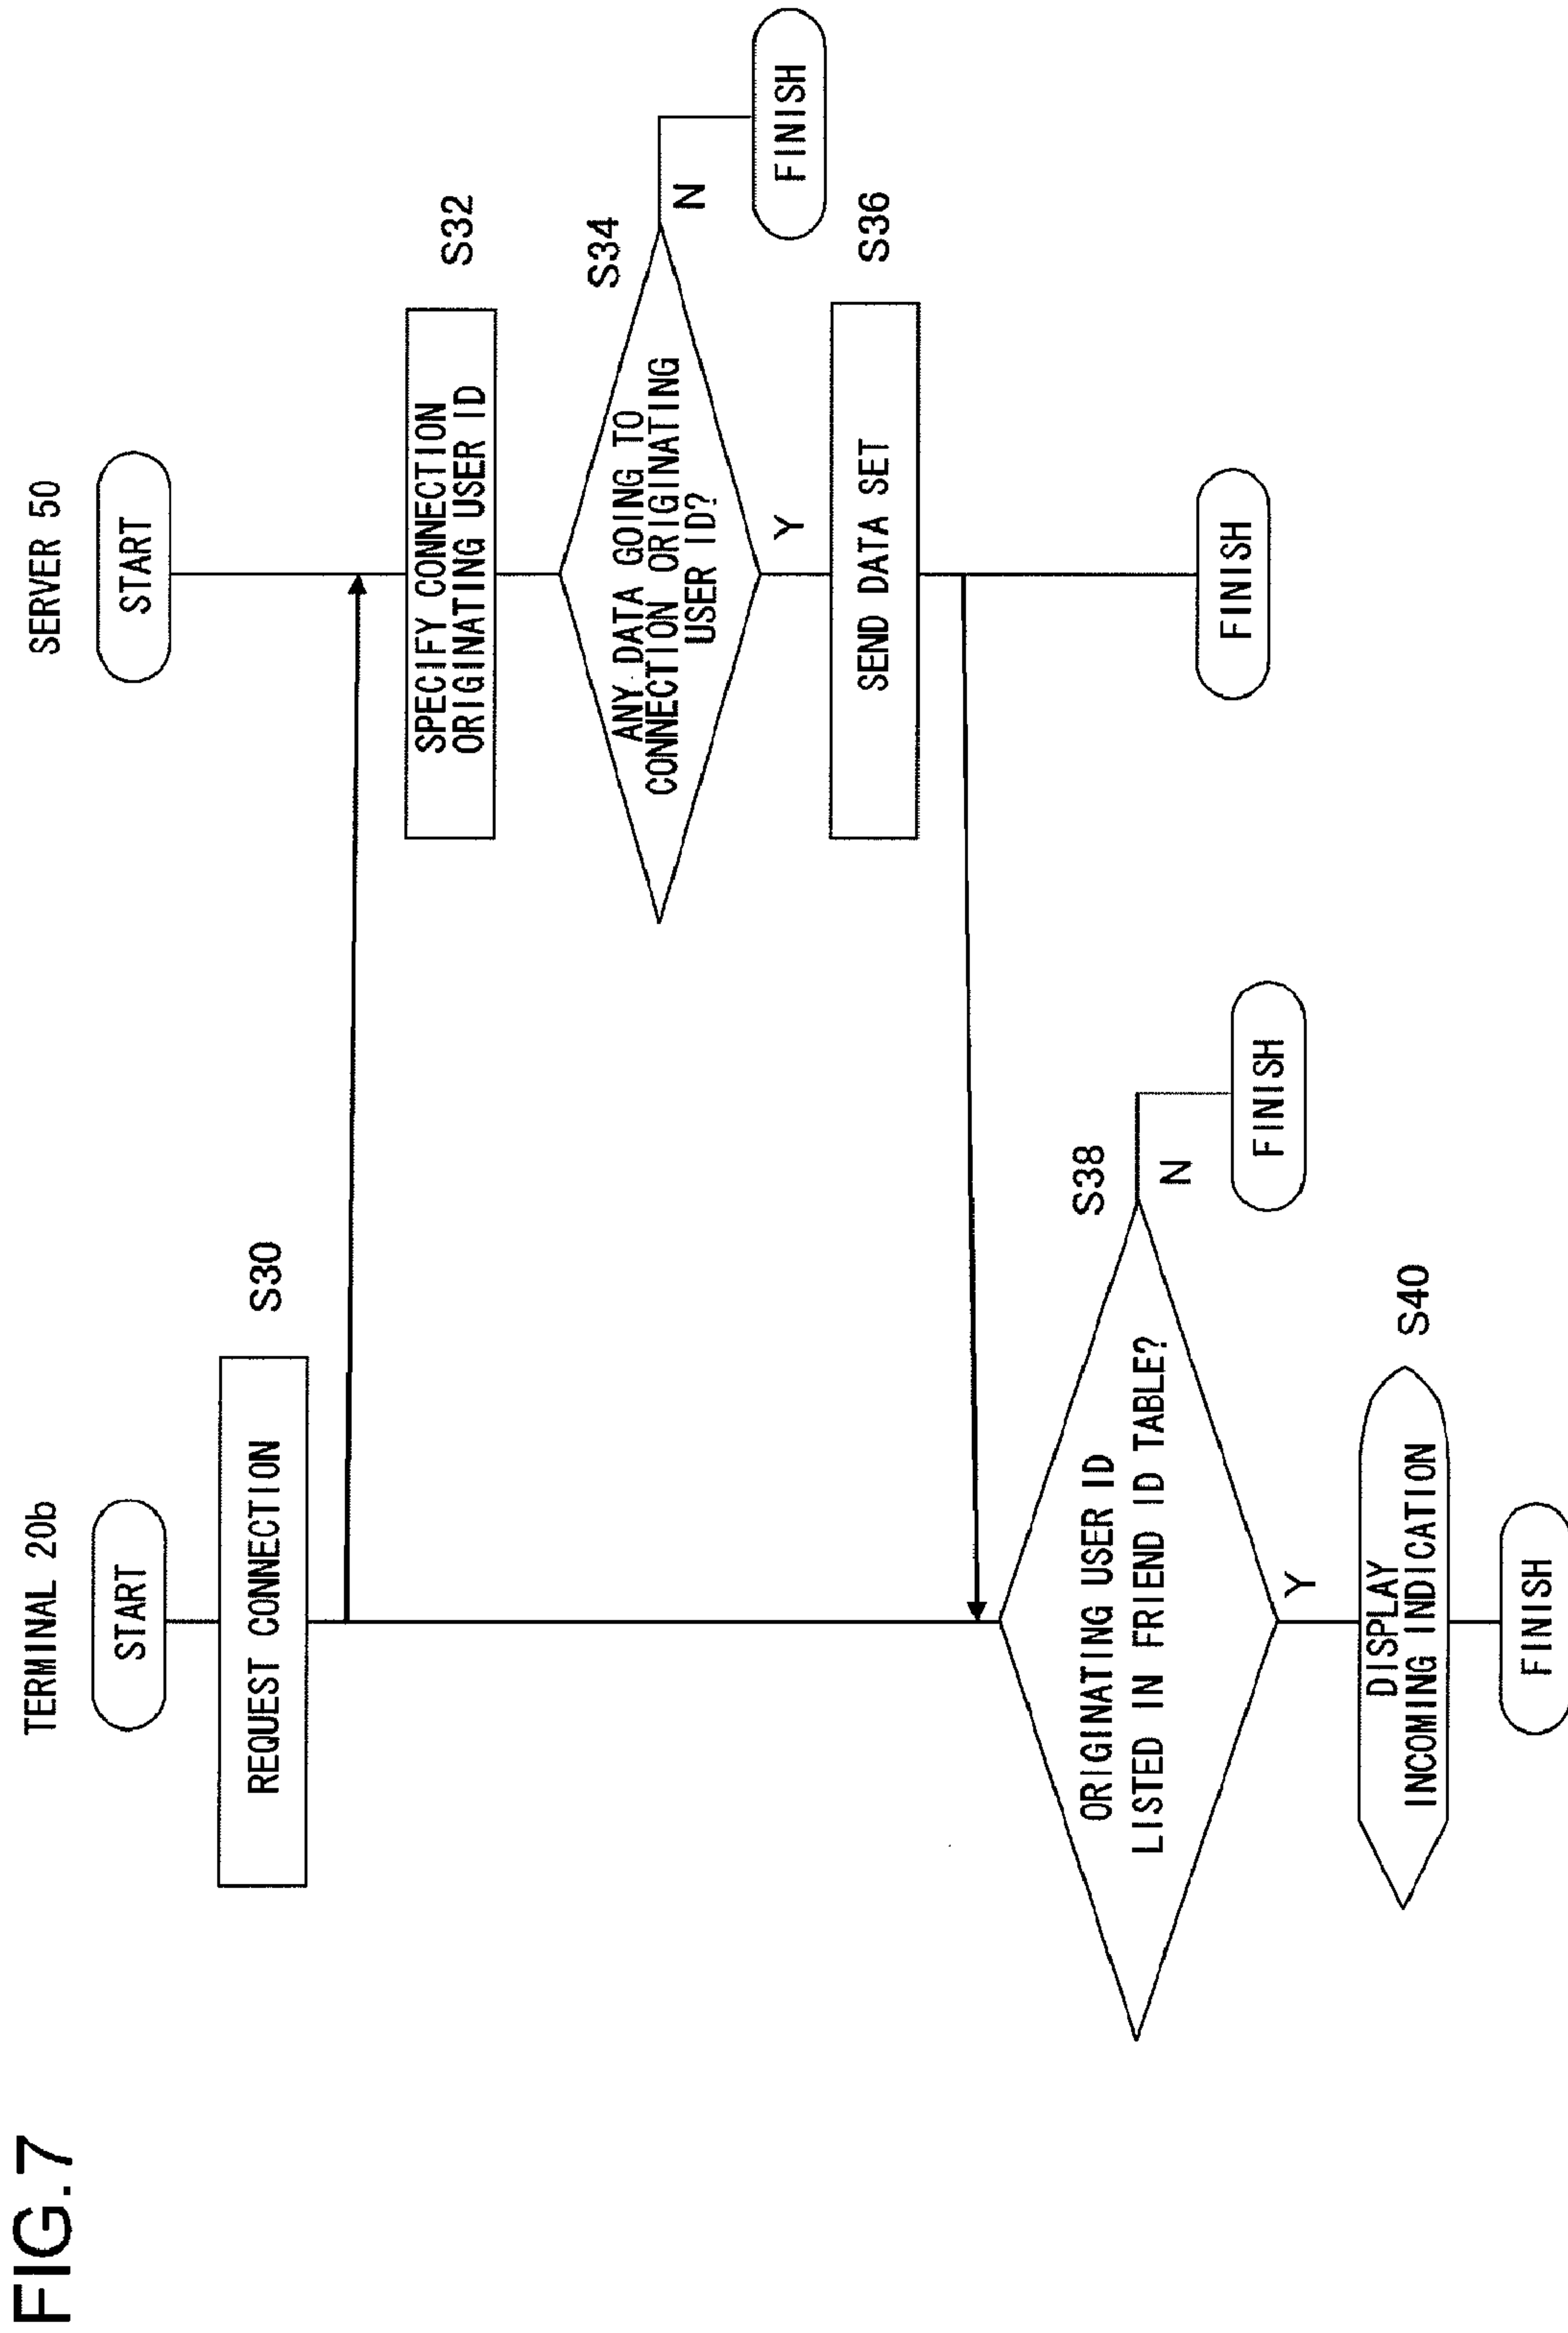 FIG.7
TERMINAL 20b
START
REQUEST CONNECTION
S30
ORIGINATING USER ID
LISTED IN FRIEND ID TABLE?
S38
N
FINISH
Y
DISPLAY
INCOMING INDICATION
S40
FINISH
SERVER 50
START
SPECIFY CONNECTION
ORIGINATING USER ID
S32
ANY DATA GOING TO
CONNECTION ORIGINATING
USER ID?
S34
N
FINISH
Y
SEND DATA SET
S36
FINISH